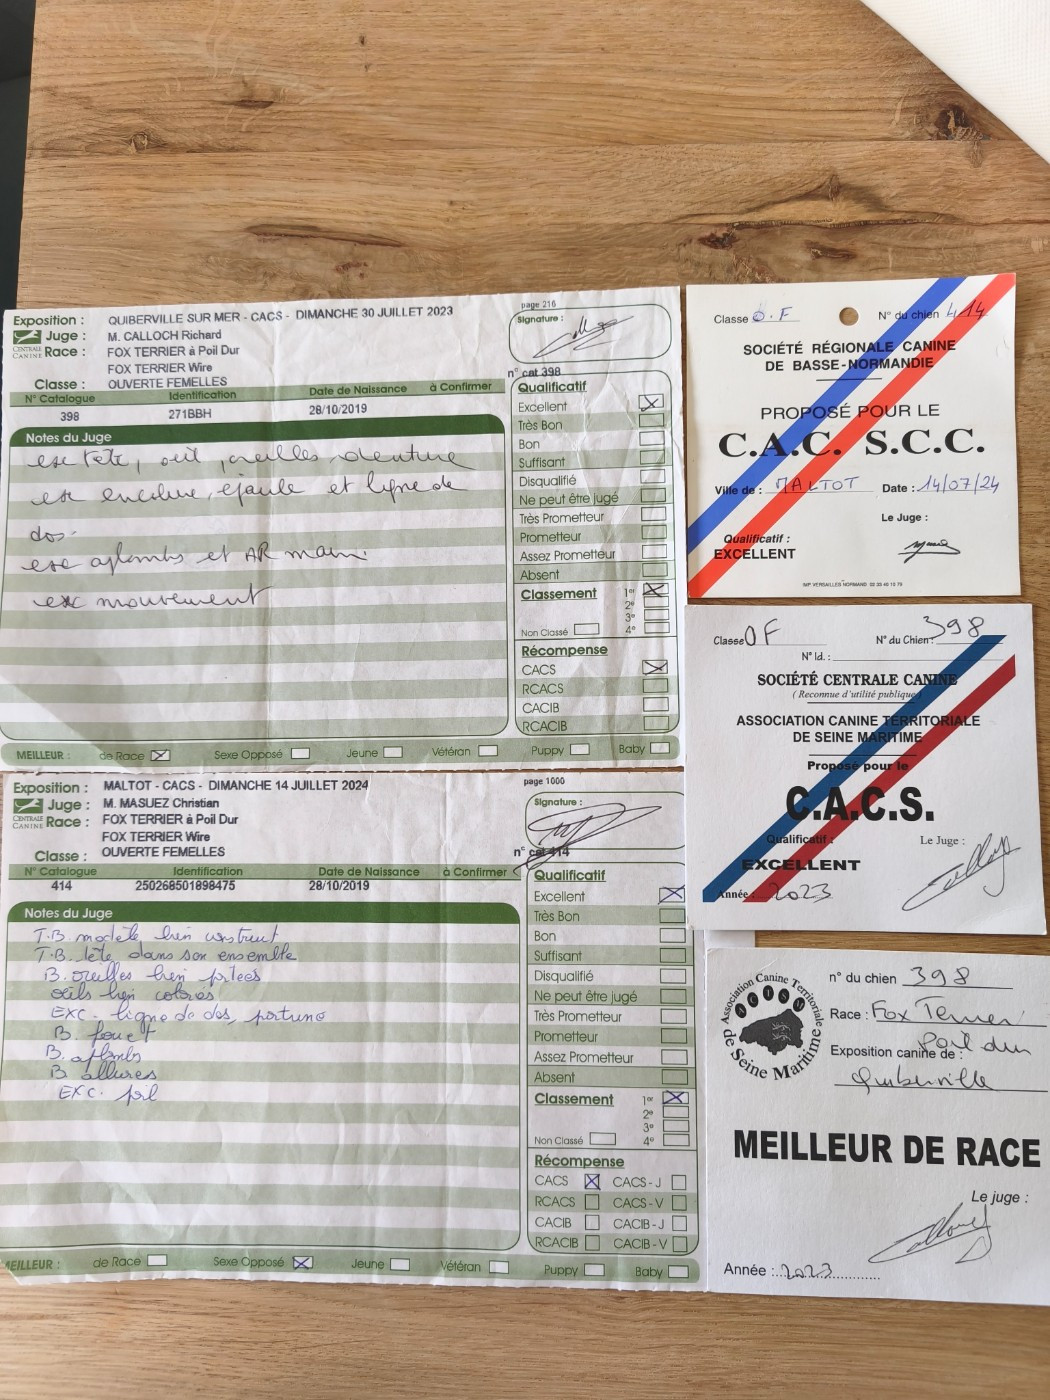 Exposition : QUIBERVILLE SUR MER - CACS - DIMANCHE 30 JUILLET 2023
page 216
CENTRALE CANINE
Juge : M. CALLOCH Richard
Signature :
Race : FOX TERRIER à Poil Dur
FOX TERRIER Wire
n° cat 398
Classe : OUVERTE FEMELLES
N° Catalogue Identification Date de Naissance à Confirmer
398 271BBH 28/10/2019
Notes du Juge
exc tête, oeil, oreilles denture
exc encolure, épaule et ligne de
dos.
exc aplombs et AR main.
exc mouvement
Qualificatif
Excellent
Très Bon
Bon
Suffisant
Disqualifié
Ne peut être jugé
Très Prometteur
Prometteur
Assez Prometteur
Absent
Classement 1er
2e
3e
Non Classé 4e
Récompense
CACS
RCACS
CACIB
RCACIB
MEILLEUR : de Race Sexe Opposé Jeune Vétéran Puppy Baby
Exposition : MALTOT - CACS - DIMANCHE 14 JUILLET 2024
page 1000
CENTRALE CANINE
Juge : M. MASUEZ Christian
Signature :
Race : FOX TERRIER à Poil Dur
FOX TERRIER Wire
n° cat 414
Classe : OUVERTE FEMELLES
N° Catalogue Identification Date de Naissance à Confirmer
414 250268501898475 28/10/2019
Notes du Juge
T.B. modèle bien construit
T.B. tête dans son ensemble
B. oreilles bien portées
oeils bien colorés
EXC. ligne de dos,
B. fouet
B. aplombs
B. allures
EXC. poil
Qualificatif
Excellent
Très Bon
Bon
Suffisant
Disqualifié
Ne peut être jugé
Très Prometteur
Prometteur
Assez Prometteur
Absent
Classement 1er
2e
3e
Non Classé 4e
Récompense
CACS CACS - J
RCACS CACS - V
CACIB CACIB - J
RCACIB CACIB - V
MEILLEUR : de Race Sexe Opposé Jeune Vétéran Puppy Baby
Classe O.F N° du chien 414
SOCIÉTÉ RÉGIONALE CANINE
DE BASSE-NORMANDIE
PROPOSÉ POUR LE
C.A.C. S.C.C.
Ville de : MALTOT Date : 14/07/24
Le Juge :
Qualificatif :
EXCELLENT
IMP VERSAILLES NORMAND 02 35 40 10 79
Classe OF N° du Chien : 398
N° Id. :
SOCIÉTÉ CENTRALE CANINE
( Reconnue d'utilité publique )
ASSOCIATION CANINE TERRITORIALE
DE SEINE MARITIME
Proposé pour le
C.A.C.S.
Qualificatif : Le Juge :
EXCELLENT
Année : 2023
Association Canine Territoriale de Seine Maritime
ACTSM
n° du chien 398
Race : Fox Terrier
Poil dur
Exposition canine de :
Quiberville
MEILLEUR DE RACE
Le juge :
Année : 2023